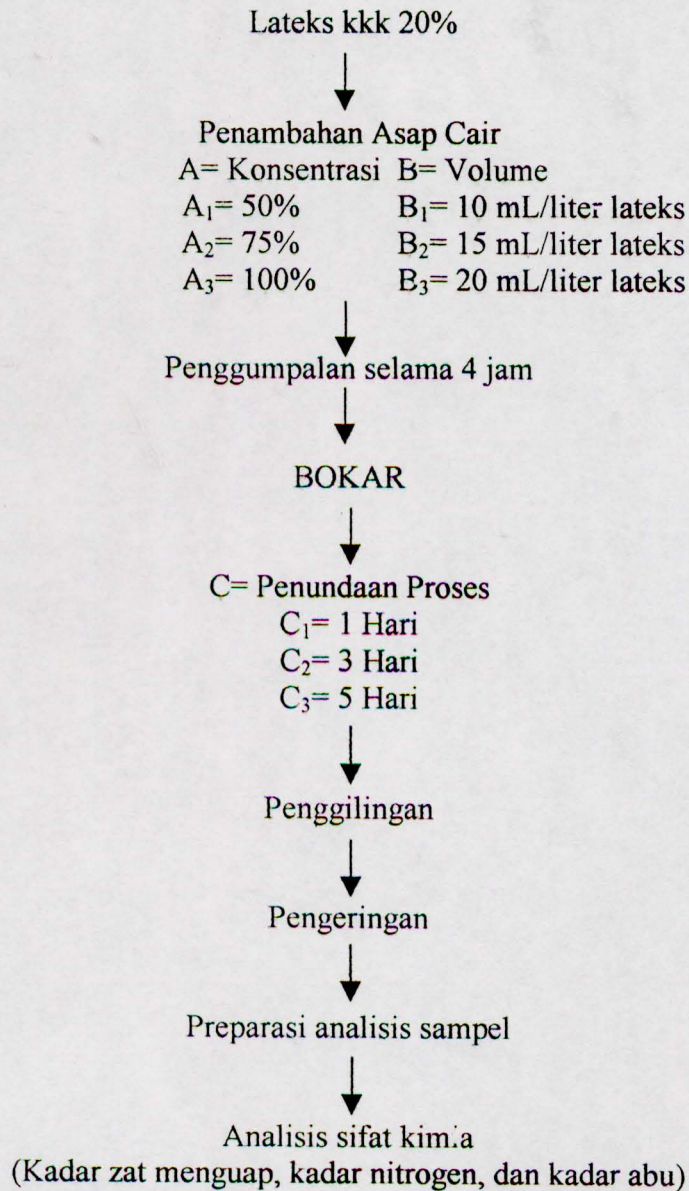 Lateks kkk 20%
Penambahan Asap Cair
A= Konsentrasi B= Volume
A₁= 50% B₁= 10 mL/liter lateks
A₂= 75% B₂= 15 mL/liter lateks
A₃= 100% B₃= 20 mL/liter lateks
Penggumpalan selama 4 jam
BOKAR
C= Penundaan Proses
C₁= 1 Hari
C₂= 3 Hari
C₃= 5 Hari
Penggilingan
Pengeringan
Preparasi analisis sampel
Analisis sifat kimia
(Kadar zat menguap, kadar nitrogen, dan kadar abu)